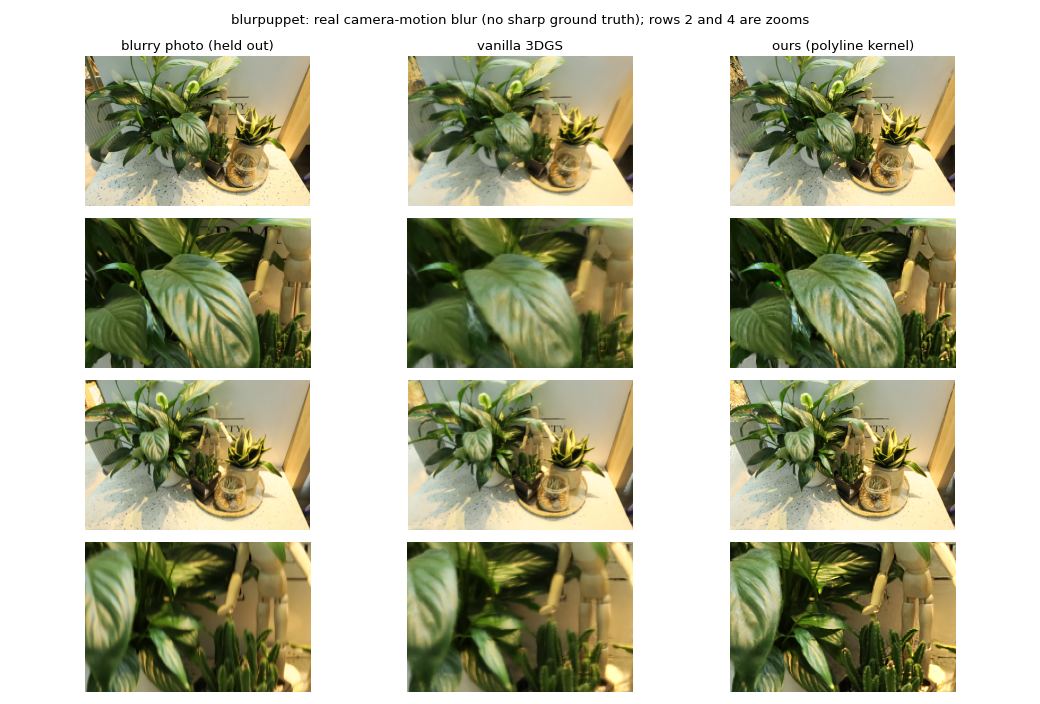 blurpuppet: real camera-motion blur (no sharp ground truth); rows 2 and 4 are zooms
blurry photo (held out)
vanilla 3DGS
ours (polyline kernel)